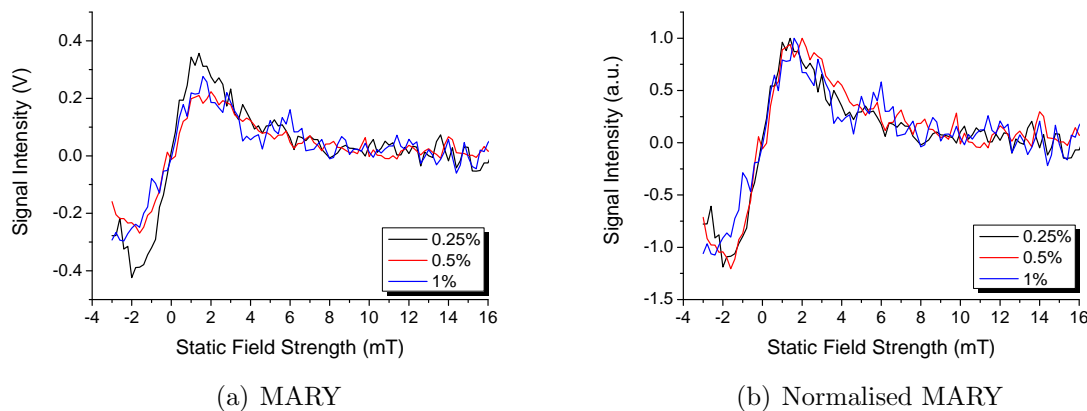 Signal Intensity (V)
0.4
0.2
0.0
-0.2
-0.4
0.25%
0.5%
1%
-4 -2 0 2 4 6 8 10 12 14 16
Static Field Strength (mT)
(a) MARY
Signal Intensity (a.u.)
1.0
0.5
0.0
-0.5
-1.0
-1.5
0.25%
0.5%
1%
-4 -2 0 2 4 6 8 10 12 14 16
Static Field Strength (mT)
(b) Normalised MARY